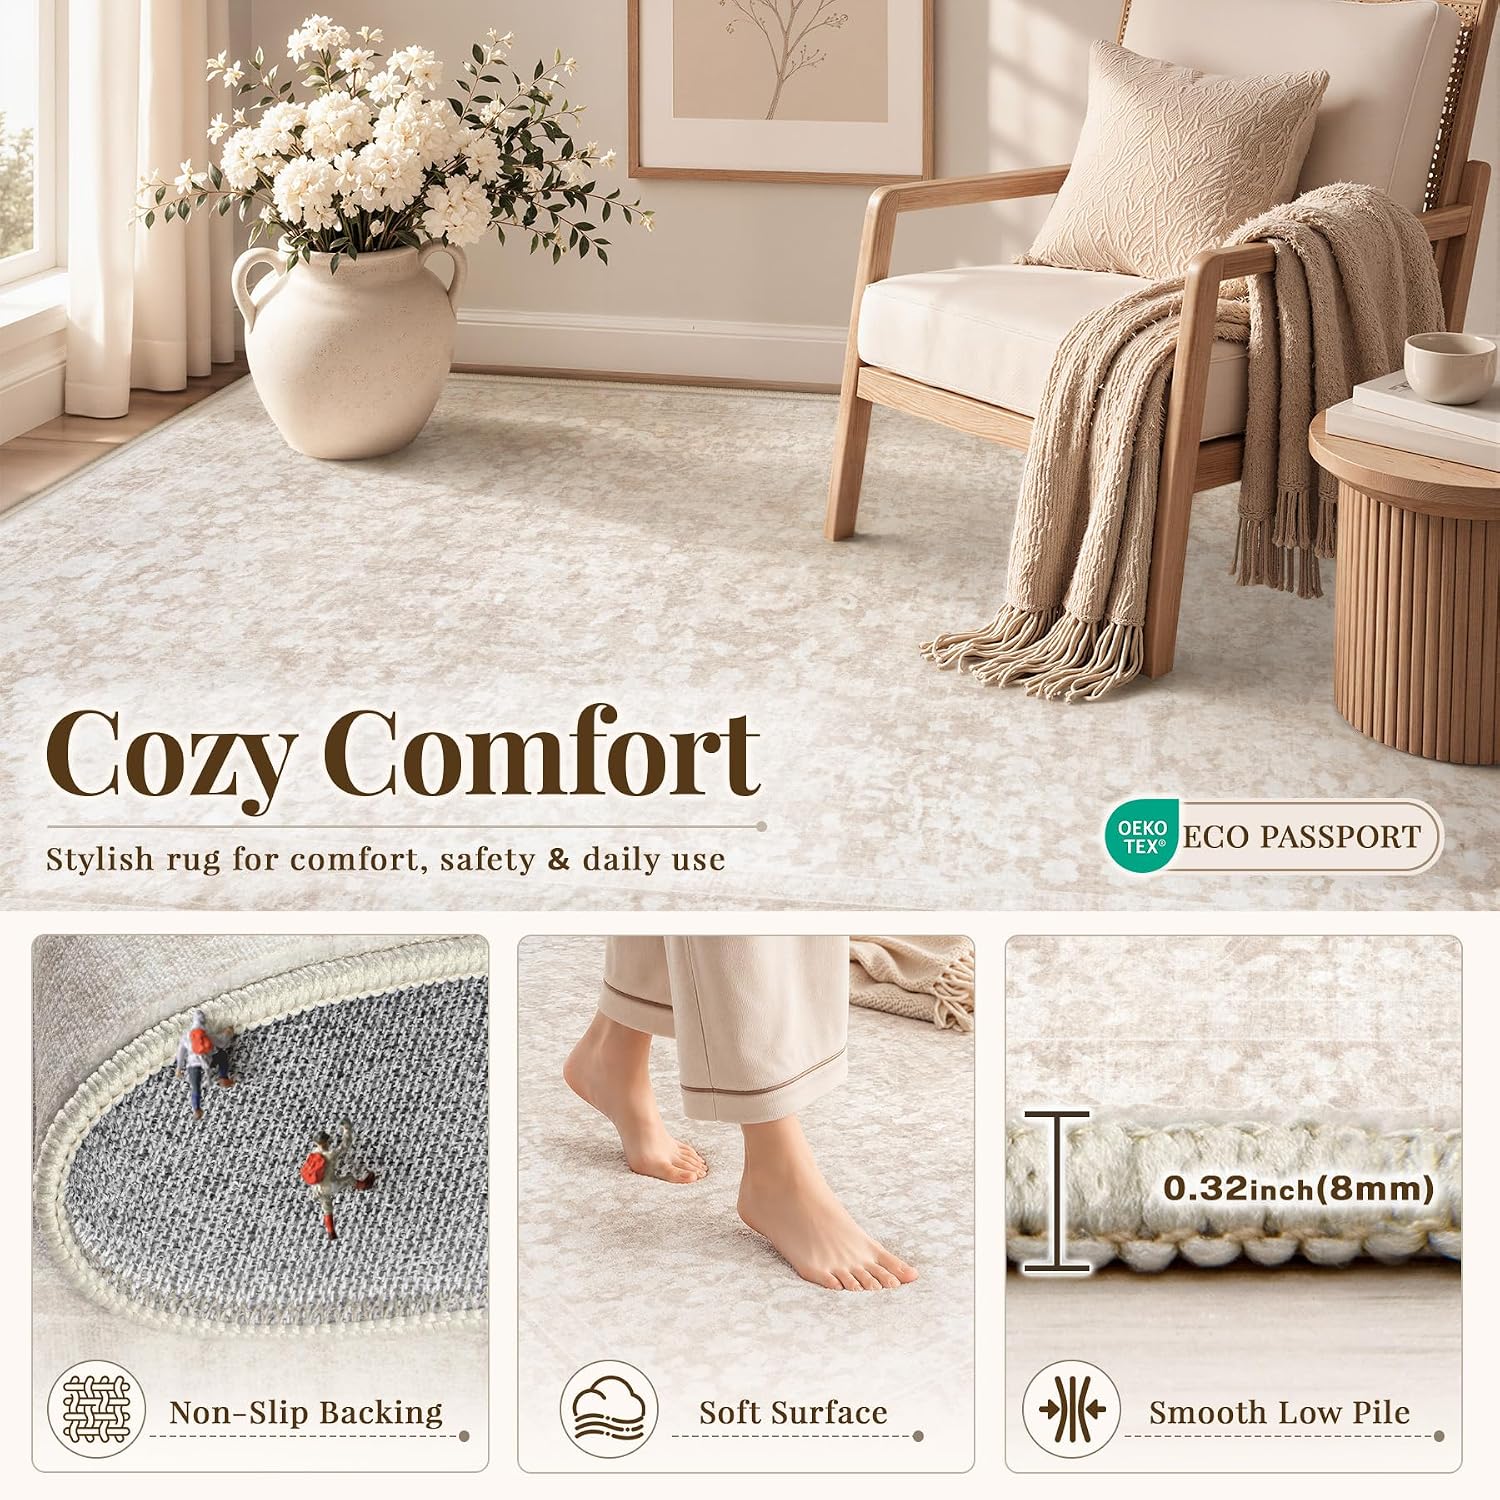 Cozy Comfort
Stylish rug for comfort, safety & daily use
OEKO
TEX®
ECO PASSPORT
0.32inch(8mm)
Non-Slip Backing
Soft Surface
Smooth Low Pile